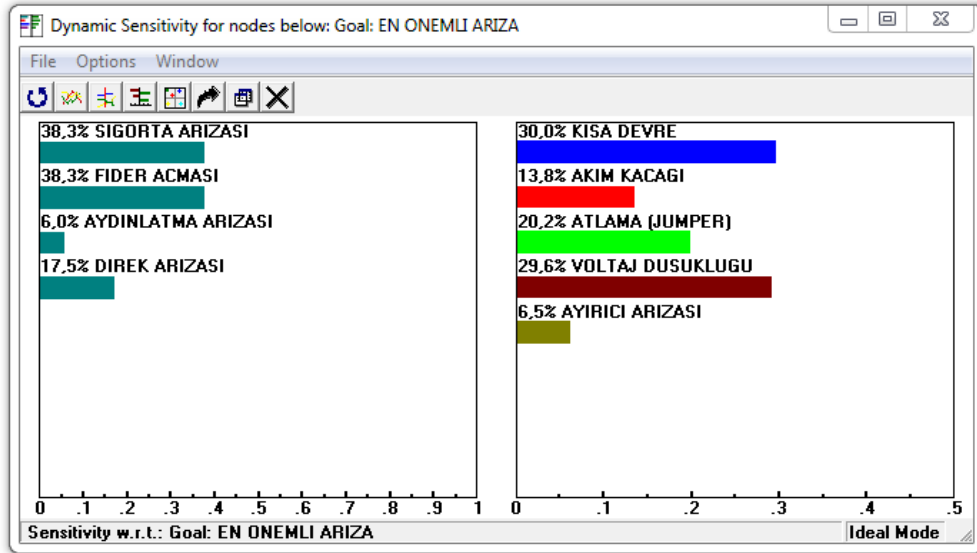 Dynamic Sensitivity for nodes below: Goal: EN ONEMLI ARIZA
File Options Window
38,3% SIGORTA ARIZASI
38,3% FIDER ACMASI
6,0% AYDINLATMA ARIZASI
17,5% DIREK ARIZASI
0 .1 .2 .3 .4 .5 .6 .7 .8 .9 1
30,0% KISA DEVRE
13,8% AKIM KACAGI
20,2% ATLAMA (JUMPER)
29,6% VOLTAJ DUSUKLUGU
6,5% AYIRICI ARIZASI
0 .1 .2 .3 .4 .5
Sensitivity w.r.t.: Goal: EN ONEMLI ARIZA
Ideal Mode